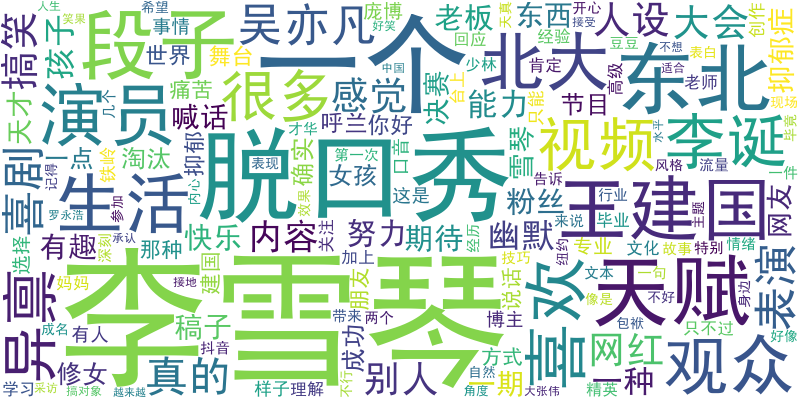 希望
人生
笑果
事情
世界
搞笑
孩子
段子
舞台
吴亦凡
一个
庞博
好笑
回应
老板
天真
东西
开心
接受
经验
豆豆
人设
表白
大会
不想
创作
抑郁症
北大
肯定
高级
中国
少林
台上
适合
老师
现场
毕竟
东北
水平
天才
喊话
痛苦
几个
演员
很多
感觉
决赛
能力
节目
只能
呼兰你好
才华
抑郁
淘汰
一点
铁岭
喜剧
表现
第一次
口音
雪琴
视频
李诞
风格
流量
一件
确实
脱口秀
女孩
这是
粉丝
告诉
行业
网友
记得
罗永浩
参加
生活
内心
效果
王建国
来说
毕业
主题
选择
有趣
深刻
承认
那种
快乐
内容
关注
努力
期待
经历
幽默
纽约
专业
文化
故事
特别
情绪
表演
妈妈
接地
建国
李雪琴
加上
朋友
技巧
说话
喜欢
文本
像是
一句
天赋
不好
身边
异禀
成名
有人
稿子
带来
两个
博主
方式
包袱
网红
只不过
好像
观众
修女
真的
抖音
样子
理解
成功
不行
别人
自然
一期
角度
一种
精英
大张伟
学习
采访
搞对象
越来越